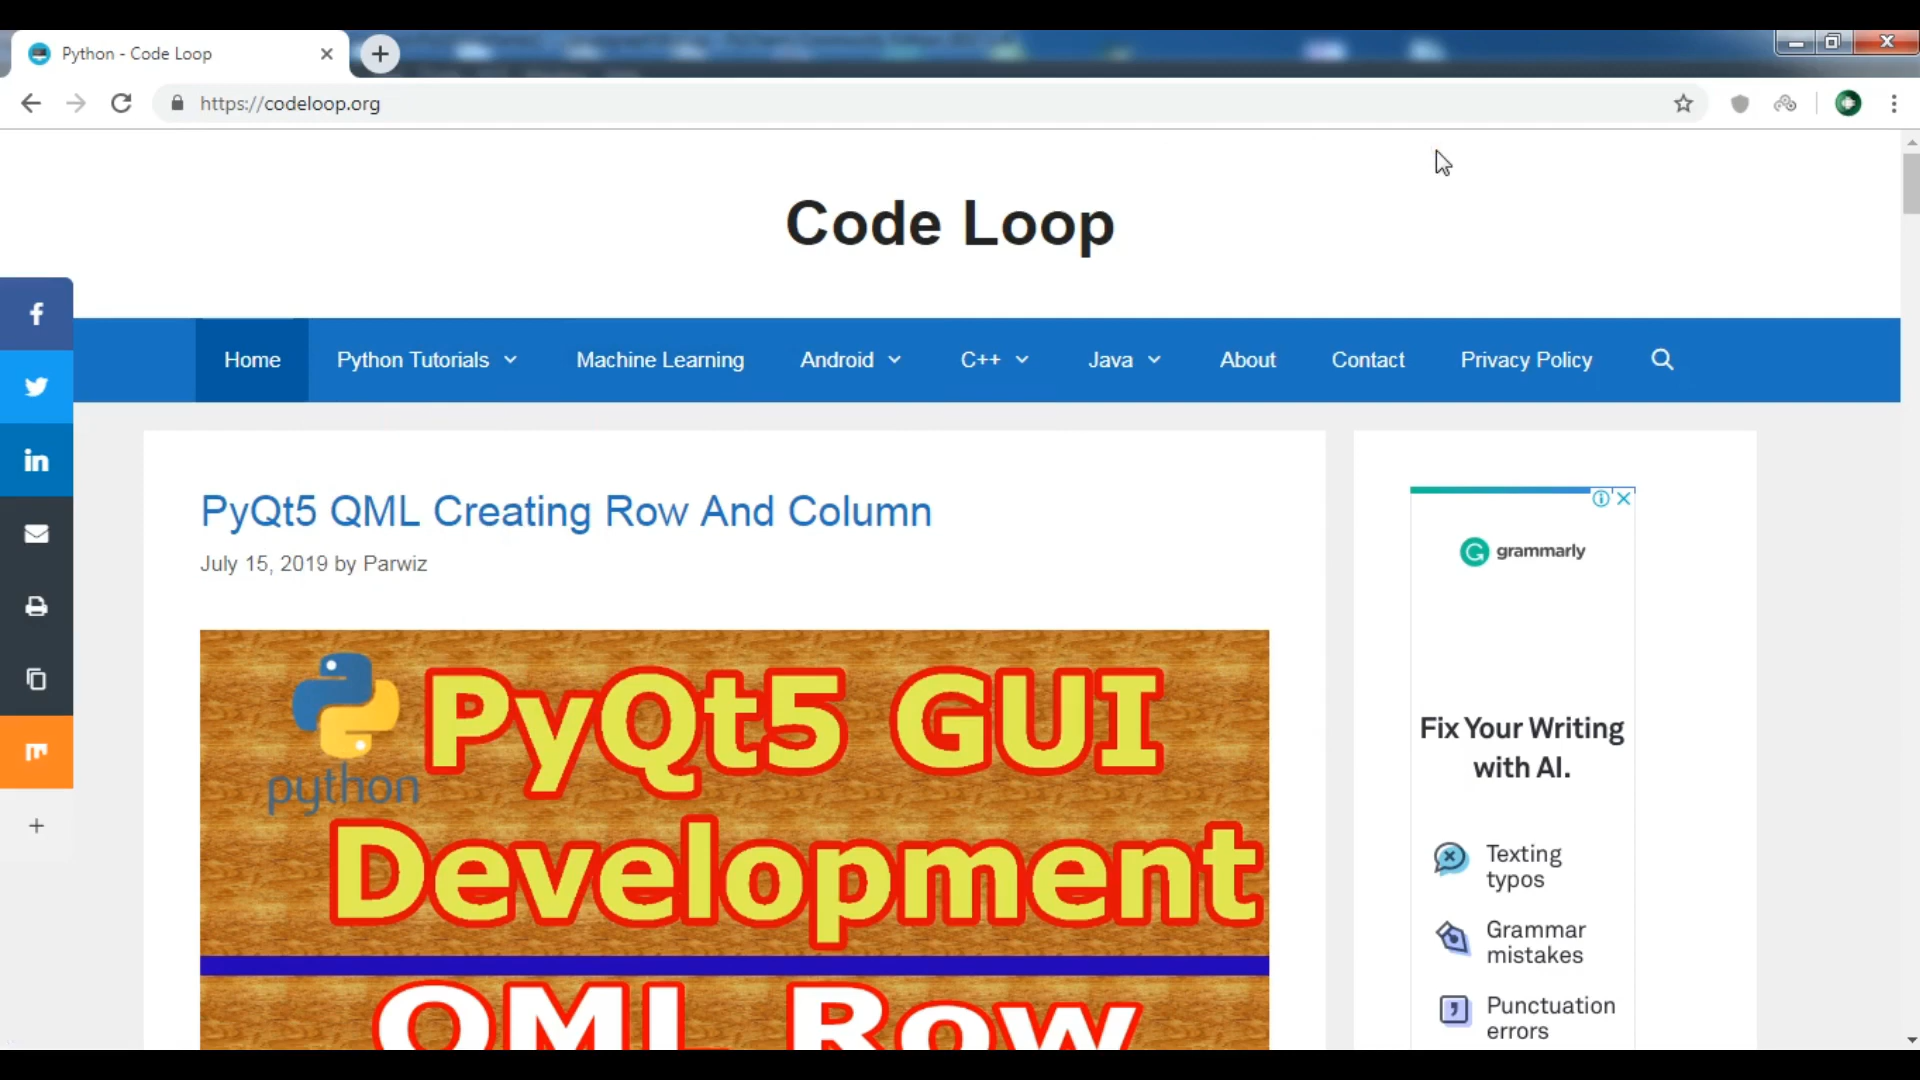 Python - Code Loop
https://codeloop.org
Code Loop
Home Python Tutorials Machine Learning Android C++ Java About Contact Privacy Policy
PyQt5 QML Creating Row And Column
July 15, 2019 by Parwiz
python
PyQt5 GUI
Development
QML Row
grammarly
Fix Your Writing
with AI.
Texting
typos
Grammar
mistakes
Punctuation
errors